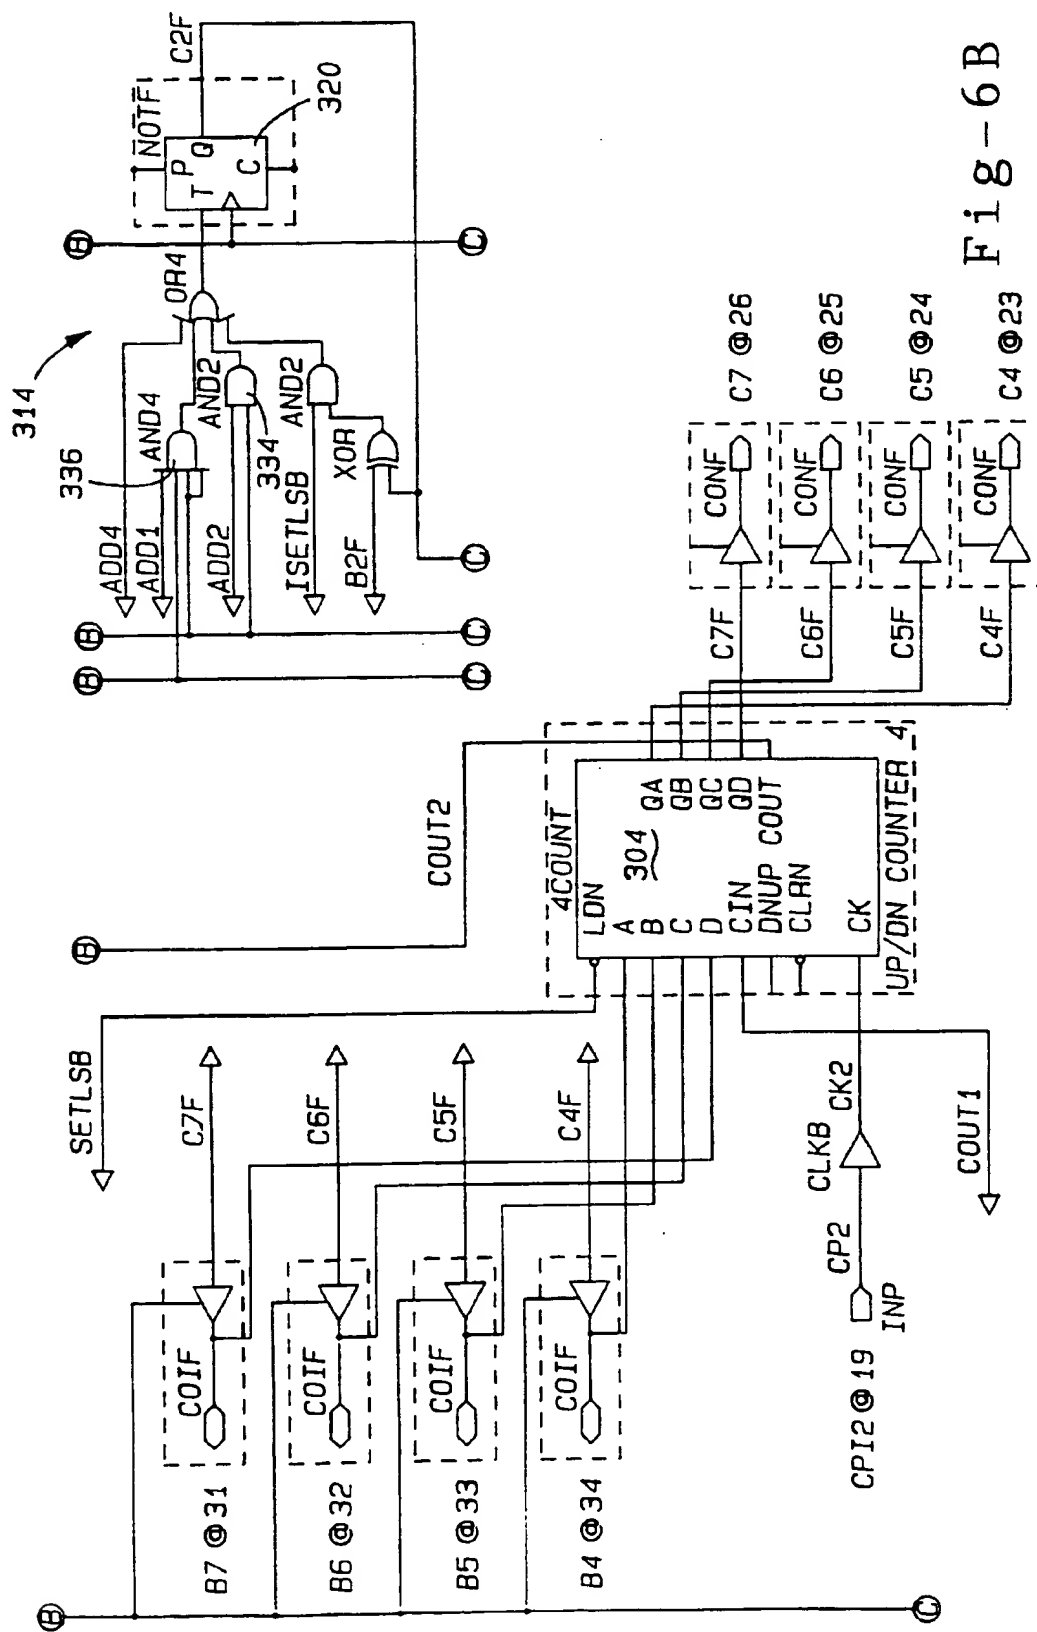 B
B7 @31
B6 @32
B5 @33
B4 @34
C
COIF
COIF
COIF
COIF
C7F
C6F
C5F
C4F
SETLSB
CPI2@19
INP
CP2
CLKB
CK2
COUT1
B
COUT2
4COUNT
LDN
A
B
C
D
CIN
DNUP
CLRN
CK
304
QA
QB
QC
QD
COUT
UP/DN COUNTER 4
C7F
C6F
C5F
C4F
CONF
CONF
CONF
CONF
C7 @26
C6 @25
C5 @24
C4 @23
314
B
B
C
C
C
ADD4
ADD1
ADD2
ISETLSB
B2F
336
AND4
AND2
334
AND2
XOR
OR4
B
C
NOTF
P
T
Q
C
320
C2F
Fig-6B